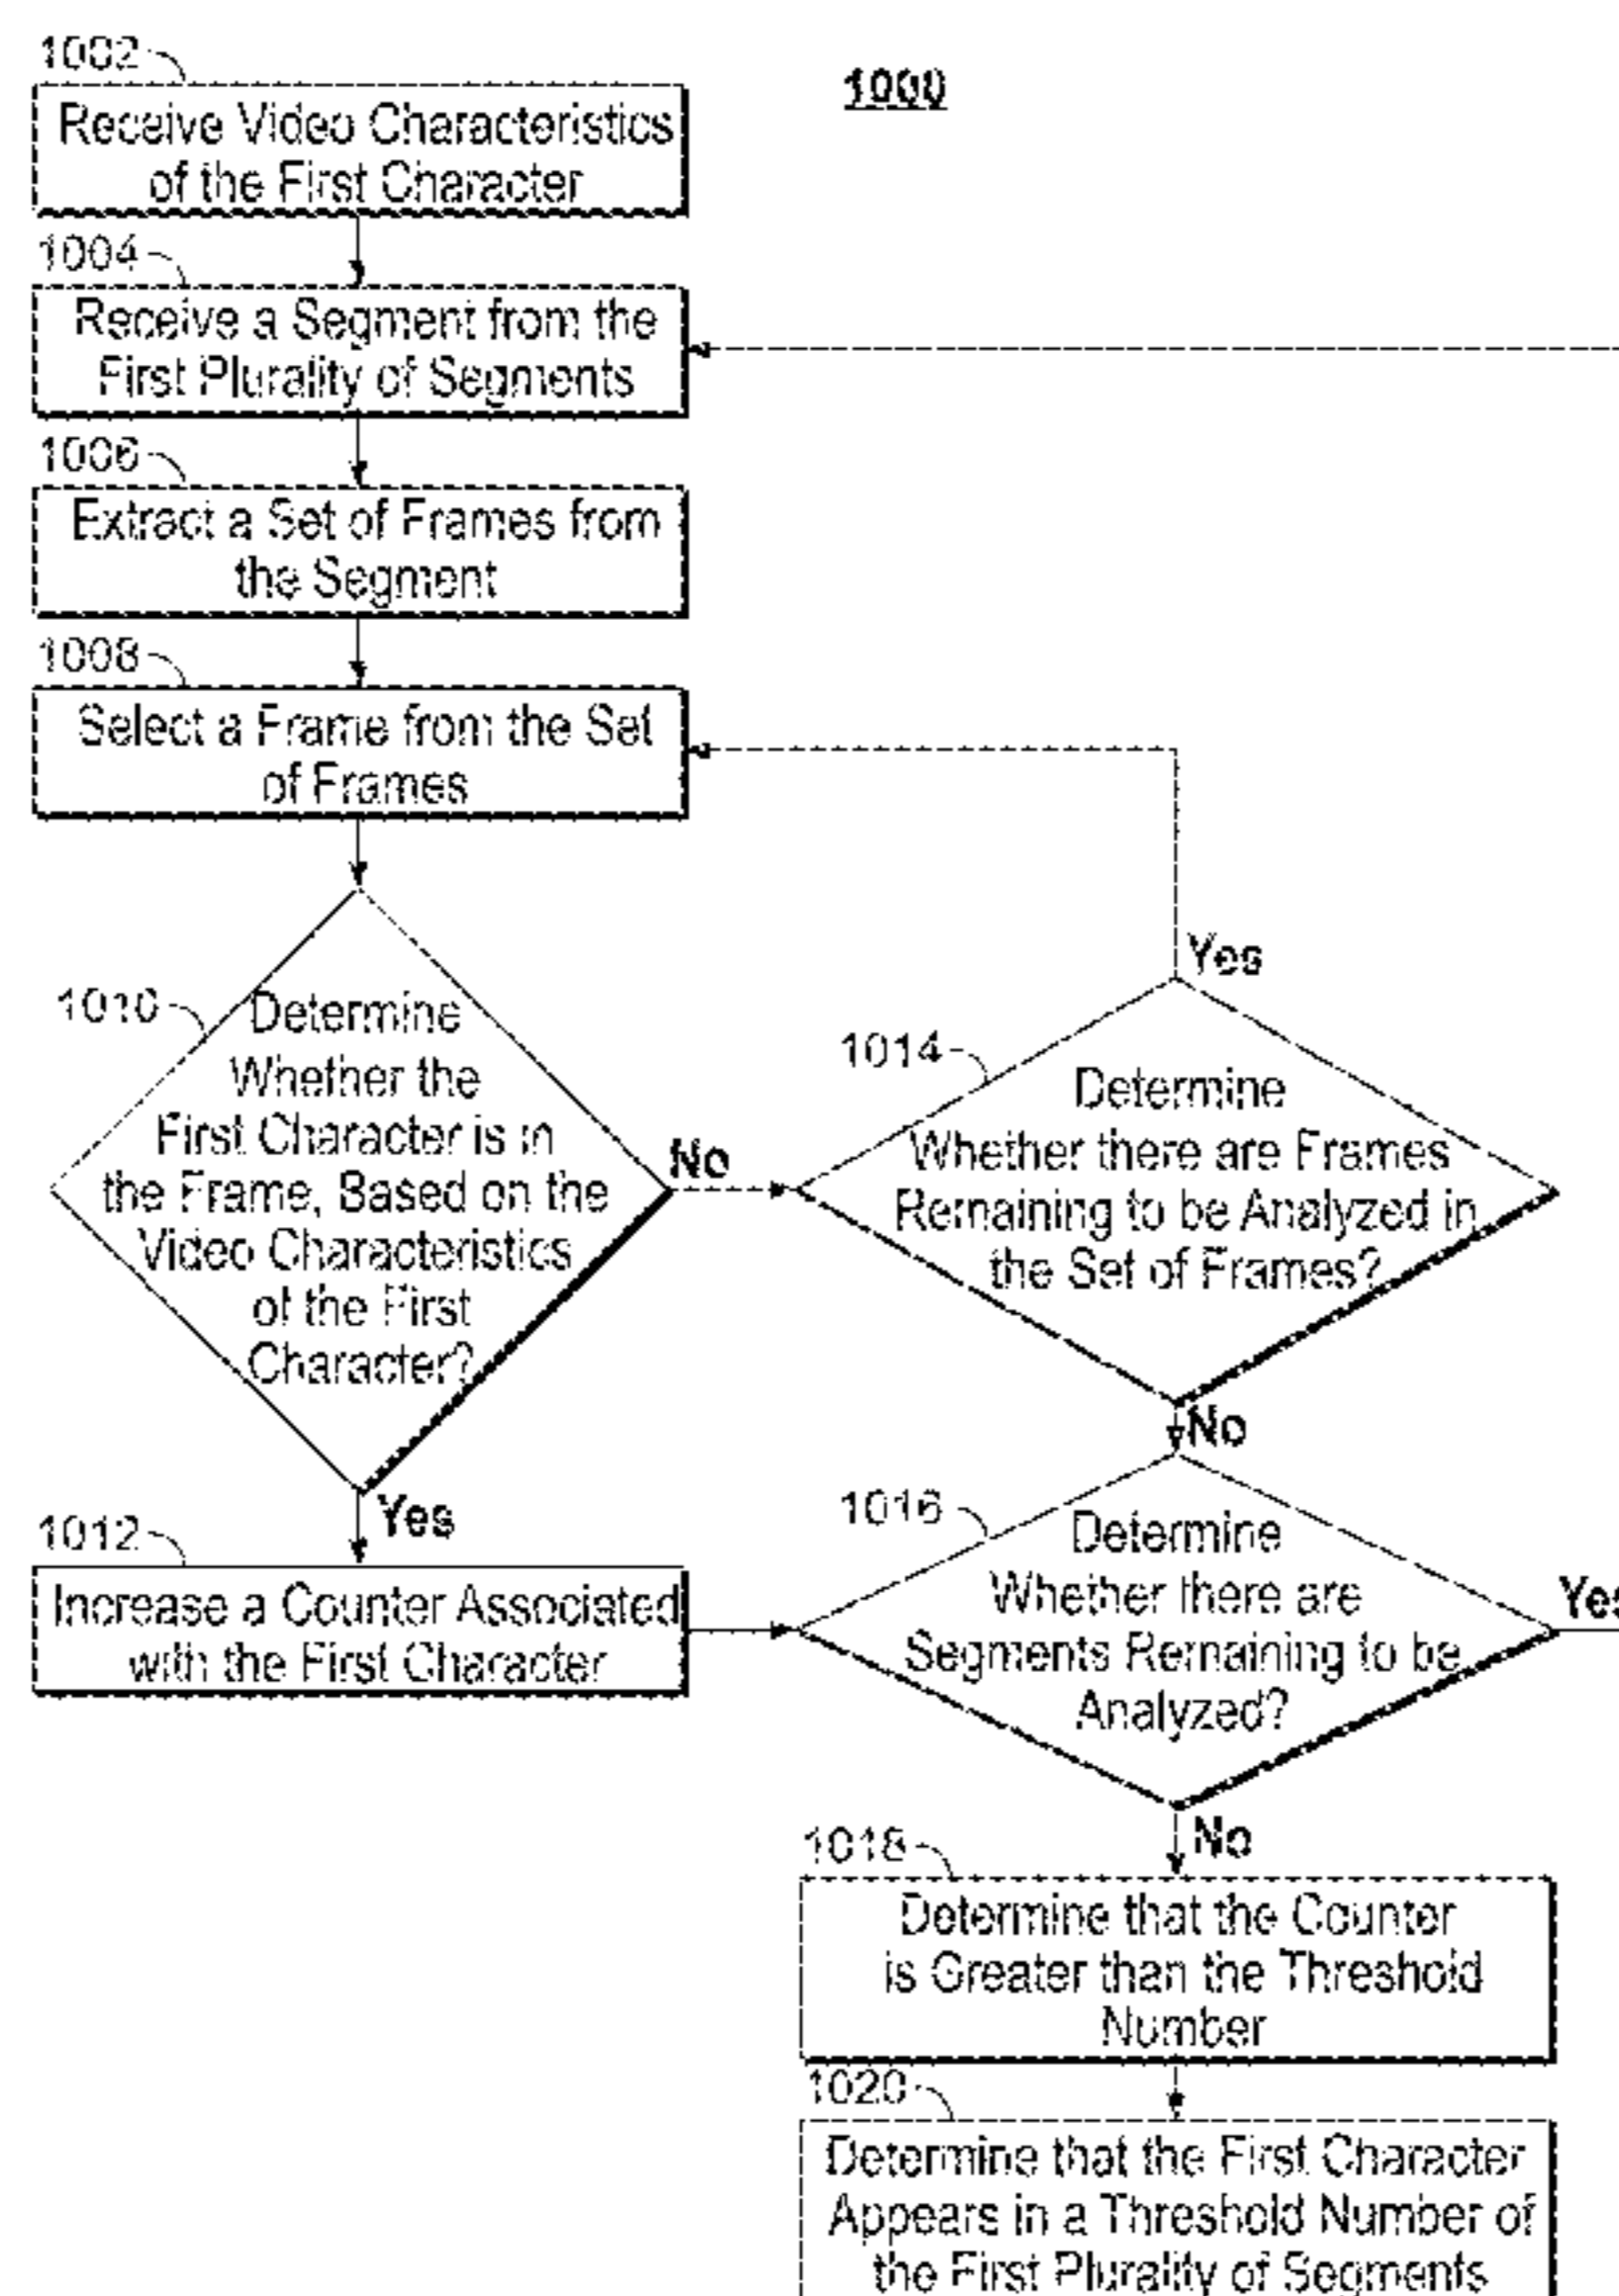 1002
1000
Receive Video Characteristics
of the First Character
1004
Receive a Segment from the
First Plurality of Segments
1006
Extract a Set of Frames from
the Segment
1008
Select a Frame from the Set
of Frames
1010
Determine
Whether the
First Character is in
the Frame, Based on the
Video Characteristics
of the First
Character?
No
Yes
1012
Increase a Counter Associated
with the First Character
Yes
1014
Determine
Whether there are Frames
Remaining to be Analyzed in
the Set of Frames?
No
1016
Determine
Whether there are
Segments Remaining to be
Analyzed?
Yes
No
1018
Determine that the Counter
is Greater than the Threshold
Number
1020
Determine that the First Character
Appears in a Threshold Number of
the First Plurality of Segments